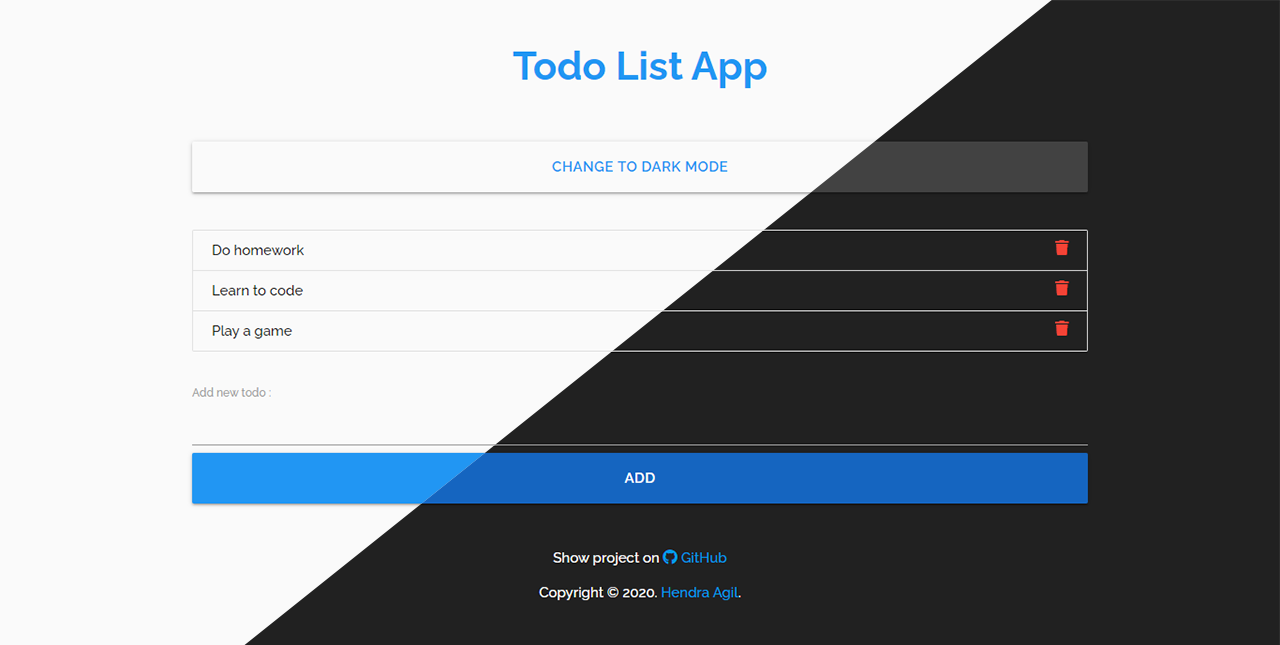 Todo List App
CHANGE TO DARK MODE
Do homework
Learn to code
Play a game
Add new todo :
ADD
Show project on GitHub
Copyright © 2020. Hendra Agil.